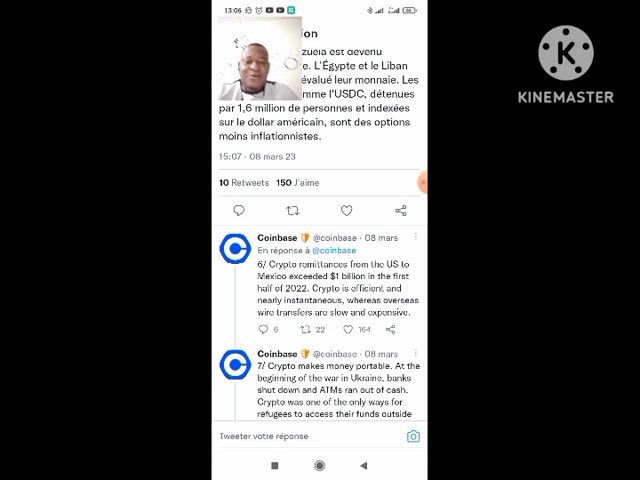 13:06
66
ion
zuela est devenu
e. L'Égypte et le Liban
évalué leur monnaie. Les
mme l'USDC, détenues
par 1,6 million de personnes et indexées
sur le dollar américain, sont des options
moins inflationnistes.
15:07 · 08 mars 23
10 Retweets 150 J'aime
Coinbase @coinbase · 08 mars
En réponse à @coinbase
6/ Crypto remittances from the US to
Mexico exceeded $1 billion in the first
half of 2022. Crypto is efficient and
nearly instantaneous, whereas overseas
wire transfers are slow and expensive.
6 22 164
Coinbase @coinbase · 08 mars
7/ Crypto makes money portable. At the
beginning of the war in Ukraine, banks
shut down and ATMs ran out of cash.
Crypto was one of the only ways for
refugees to access their funds outside
Tweeter votre réponse
K
KINEMASTER